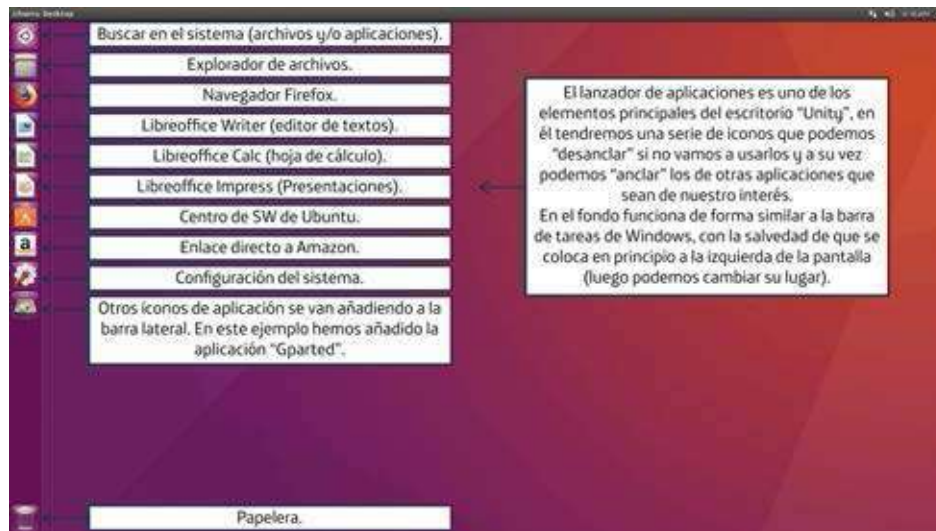 Ubuntu Desktop
Buscar en el sistema (archivos y/o aplicaciones).
Explorador de archivos.
Navegador Firefox.
Libreoffice Writer (editor de textos).
Libreoffice Calc (hoja de cálculo).
Libreoffice Impress (Presentaciones).
Centro de SW de Ubuntu.
a
Enlace directo a Amazon.
Configuración del sistema.
Otros íconos de aplicación se van añadiendo a la
barra lateral. En este ejemplo hemos añadido la
aplicación "Gparted".
Papelera.
El lanzador de aplicaciones es uno de los
elementos principales del escritorio "Unity", en
él tendremos una serie de iconos que podemos
"desanclar" si no vamos a usarlos y a su vez
podemos "anclar" los de otras aplicaciones que
sean de nuestro interés.
En el fondo funciona de forma similar a la barra
de tareas de Windows, con la salvedad de que se
coloca en principio a la izquierda de la pantalla
(luego podemos cambiar su lugar).